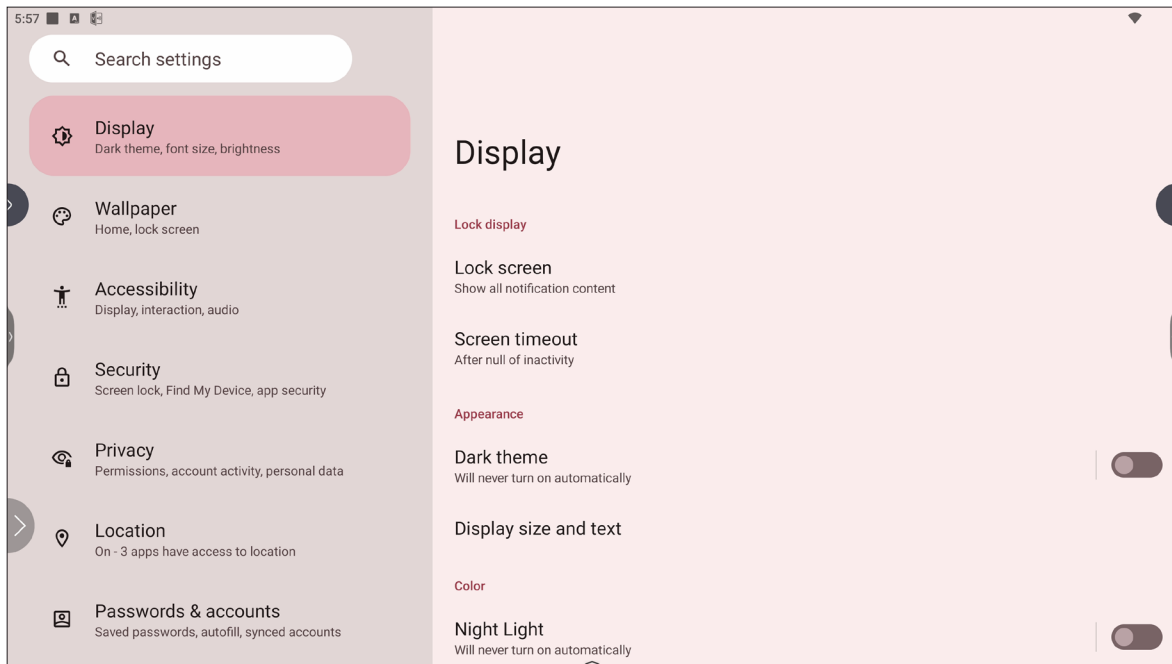 5:57
Search settings
Display
Dark theme, font size, brightness
Wallpaper
Home, lock screen
Accessibility
Display, interaction, audio
Security
Screen lock, Find My Device, app security
Privacy
Permissions, account activity, personal data
Location
On - 3 apps have access to location
Passwords & accounts
Saved passwords, autofill, synced accounts
Display
Lock display
Lock screen
Show all notification content
Screen timeout
After null of inactivity
Appearance
Dark theme
Will never turn on automatically
Display size and text
Color
Night Light
Will never turn on automatically